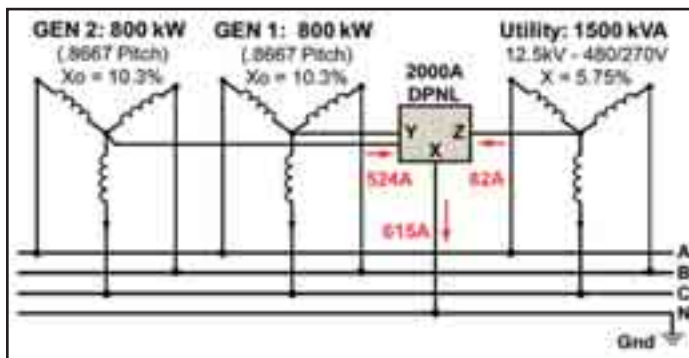 GEN 2: 800 kW
(.8667 Pitch)
Xo = 10.3%
GEN 1: 800 kW
(.8667 Pitch)
Xo = 10.3%
2000A
DPNL
Utility: 1500 kVA
12.5kV - 480/270V
X = 5.75%
Y
Z
X
524A
82A
615A
A
B
C
N
Gnd